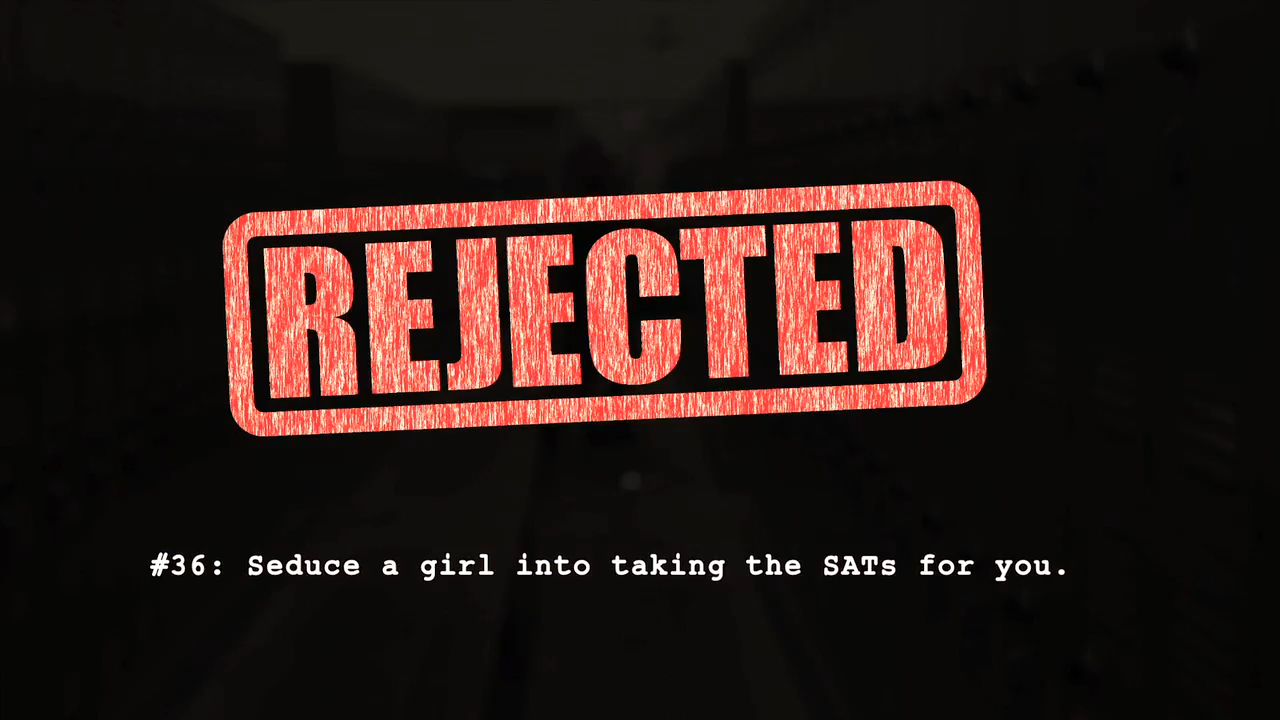 REJECTED
#36: Seduce a girl into taking the SATs for you.